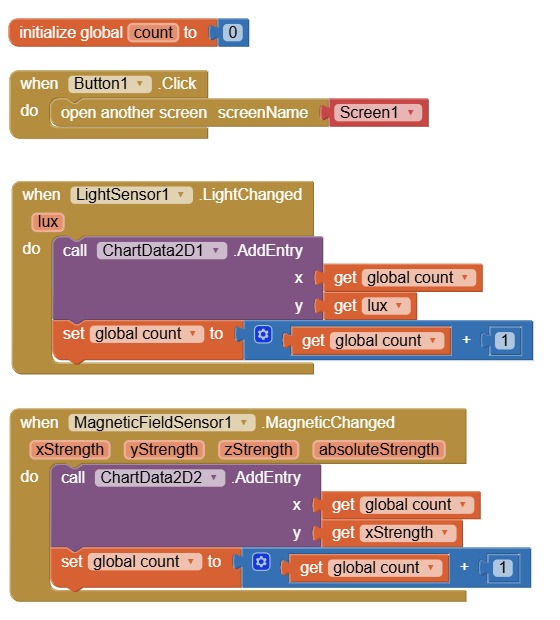 initialize global count to 0
when Button1 .Click
do open another screen screenName Screen1
when LightSensor1 .LightChanged
lux
do call ChartData2D1 .AddEntry
x get global count
y get lux
set global count to get global count + 1
when MagneticFieldSensor1 .MagneticChanged
xStrength yStrength zStrength absoluteStrength
do call ChartData2D2 .AddEntry
x get global count
y get xStrength
set global count to get global count + 1